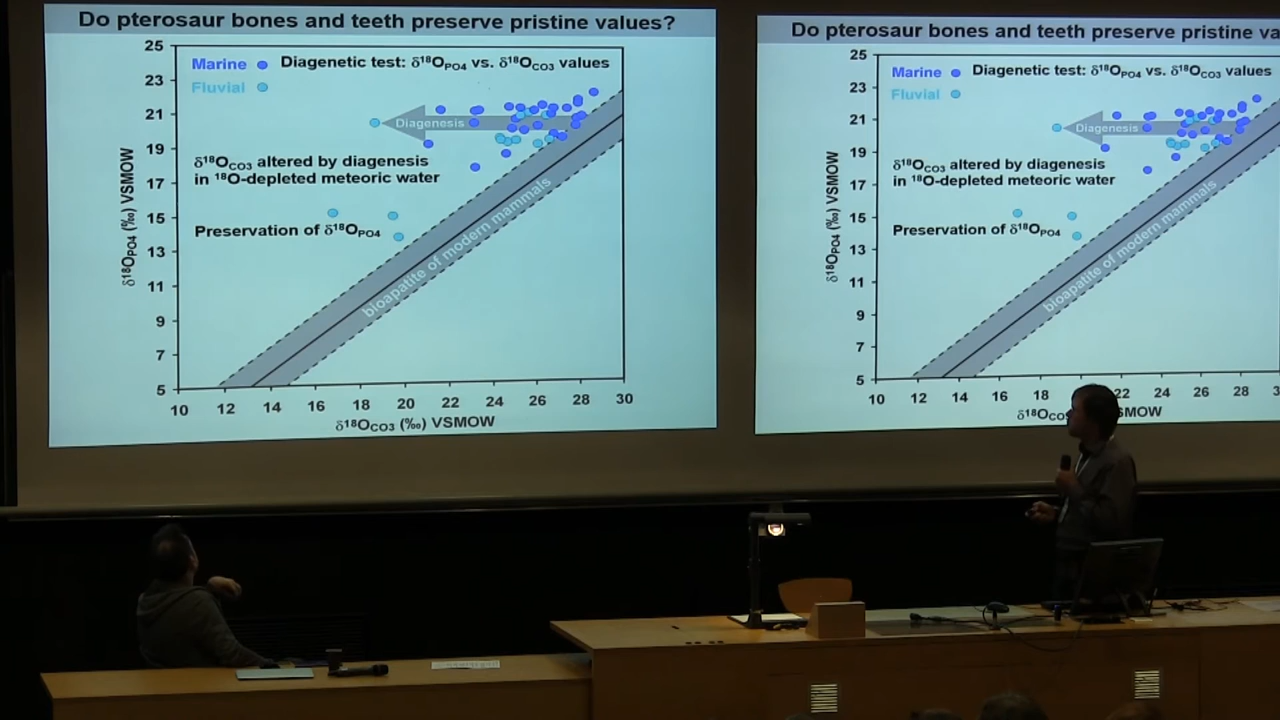 Do pterosaur bones and teeth preserve pristine values?
25
23
21
19
17
15
13
11
9
7
5
δ¹⁸OPO4 (‰) VSMOW
Marine
Fluvial
Diagenetic test: δ¹⁸OPO4 vs. δ¹⁸OCO3 values
Diagenesis
δ¹⁸OCO3 altered by diagenesis
in ¹⁸O-depleted meteoric water
Preservation of δ¹⁸OPO4
bioapatite of modern mammals
10 12 14 16 18 20 22 24 26 28 30
δ¹⁸OCO3 (‰) VSMOW
Do pterosaur bones and teeth preserve pristine va
25
23
21
19
17
15
13
11
9
7
5
δ¹⁸OPO4 (‰) VSMOW
Marine
Fluvial
Diagenetic test: δ¹⁸OPO4 vs. δ¹⁸OCO3 values
Diagenesis
δ¹⁸OCO3 altered by diagenesis
in ¹⁸O-depleted meteoric water
Preservation of δ¹⁸OPO4
bioapatite of modern mammals
10 12 14 16 18 22 24 26 28 3
δ¹⁸OCO SMOW